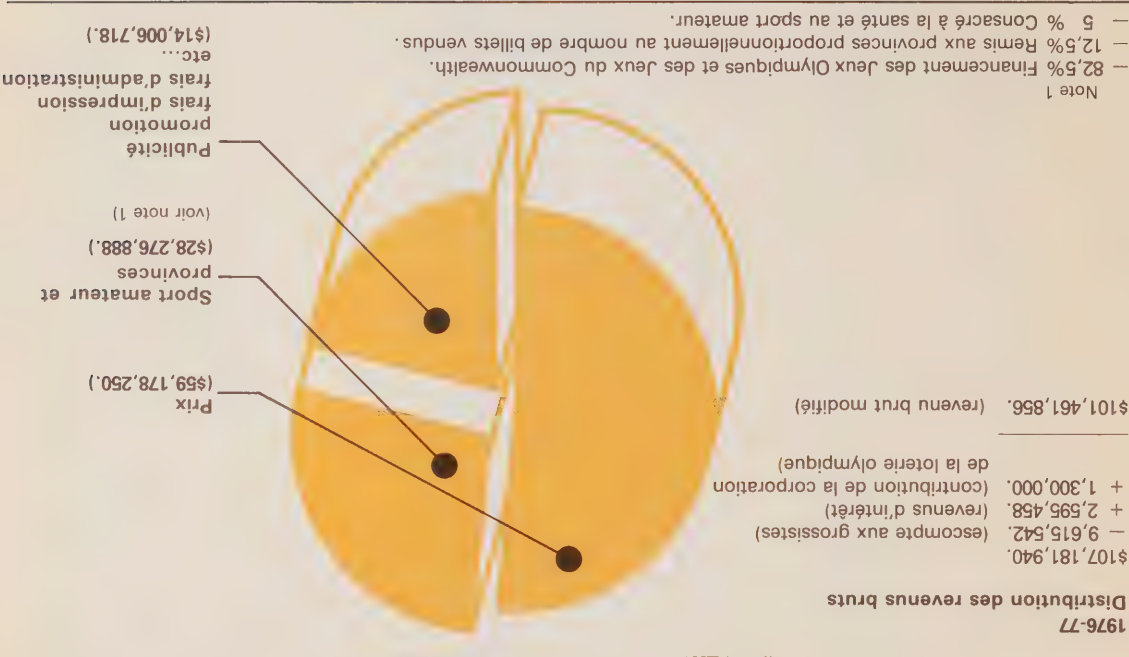 1976-77
Distribution des revenus bruts
$107,181,940.
— 9,615,542. (escompte aux grossistes)
+ 2,595,458. (revenus d'intérêt)
+ 1,300,000. (contribution de la corporation
de la loterie olympique)
$101,461,856. (revenu brut modifié)
Prix
($59,178,250.)
Sport amateur et
provinces
($28,276,888.)
(voir note 1)
Publicité
promotion
frais d'impression
frais d'administration
etc...
($14,006,718.)
Note 1
— 82,5% Financement des Jeux Olympiques et des Jeux du Commonwealth.
— 12,5% Remis aux provinces proportionnellement au nombre de billets vendus.
— 5 % Consacré à la santé et au sport amateur.